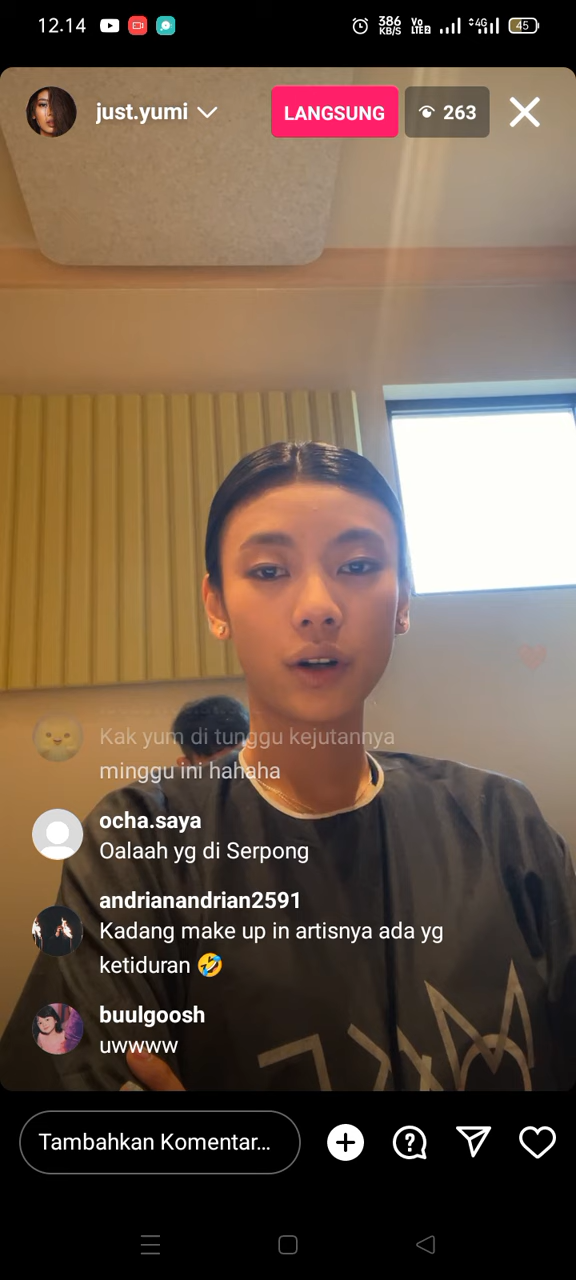 12.14
386
KB/S
Vo
LTE2
4G
45
just.yumi
LANGSUNG
263
Kak yum di tunggu kejutannya
minggu ini hahaha
ocha.saya
Oalaah yg di Serpong
andrianandrian2591
Kadang make up in artisnya ada yg
ketiduran 🤣
buulgoosh
uwwww
Tambahkan Komentar...